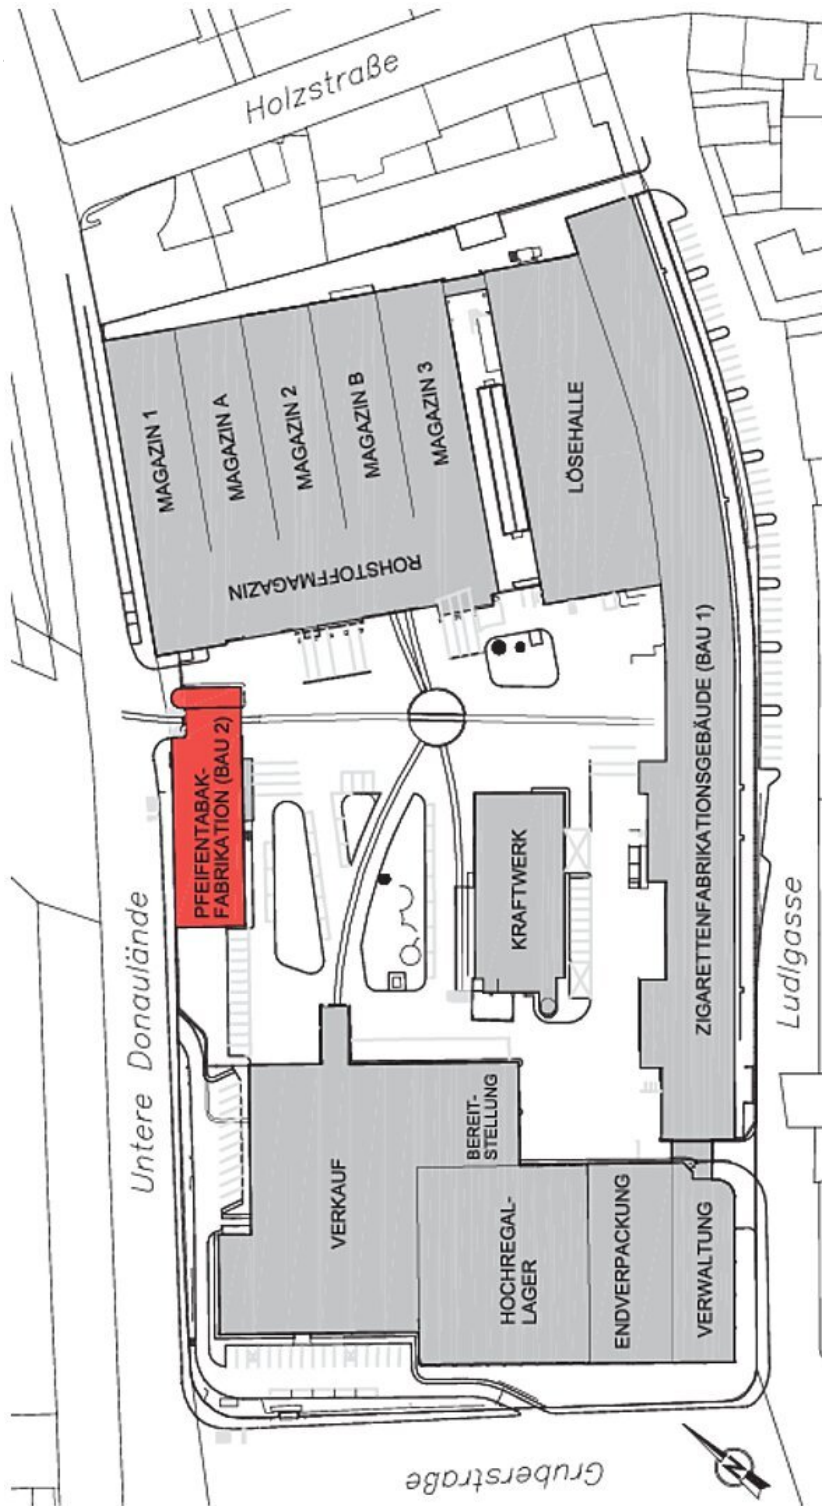 Holzstraße
MAGAZIN 1
MAGAZIN A
MAGAZIN 2
MAGAZIN B
MAGAZIN 3
ROHSTOFFMAGAZIN
LÖSEHALLE
PFEIFENTABAK-
FABRIKATION (BAU 2)
KRAFTWERK
ZIGARETTENFABRIKATIONSGEBÄUDE (BAU 1)
Untere Donaulände
Ludlgasse
VERKAUF
BEREIT-
STELLUNG
HOCHREGAL-
LAGER
ENDVERPACKUNG
VERWALTUNG
Gruberstraße
N